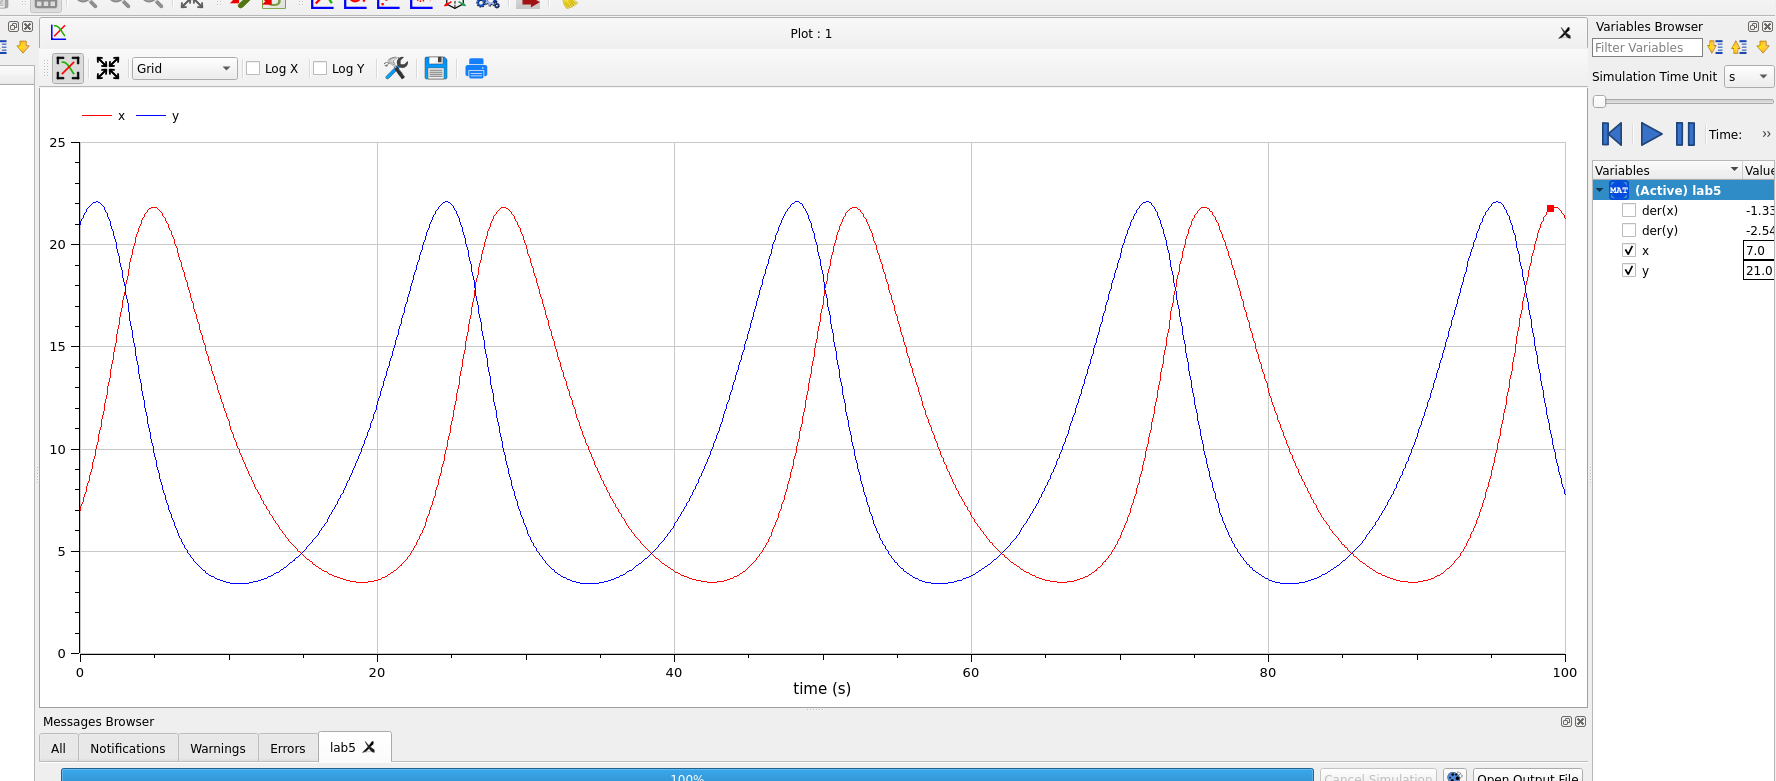 Plot : 1
Grid
Log X
Log Y
x
y
25
20
15
10
5
0
0
20
40
60
80
100
time (s)
Variables Browser
Filter Variables
Simulation Time Unit
s
Time:
»
Variables
Value
MAT (Active) lab5
der(x) -1.33
der(y) -2.54
x 7.0
y 21.0
Messages Browser
All
Notifications
Warnings
Errors
lab5
100%
Cancel Simulation
Open Output File